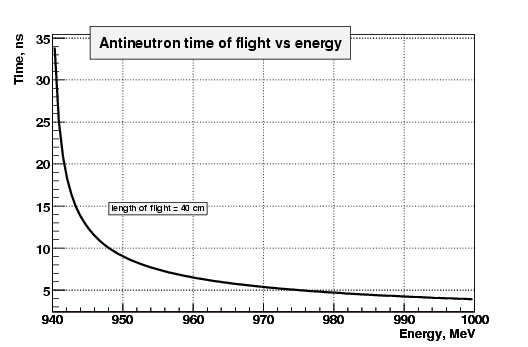 Antineutron time of flight vs energy
Time, ns
35
30
25
20
15
10
5
length of flight = 40 cm
940 950 960 970 980 990 1000
Energy, MeV